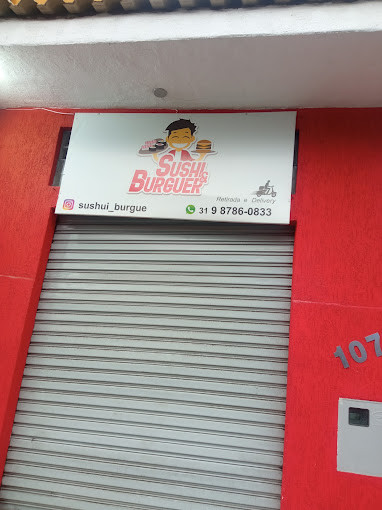 SUSHI &
BURGUER
Retirada e Delivery
sushui_burgue
31 9 8786-0833
107